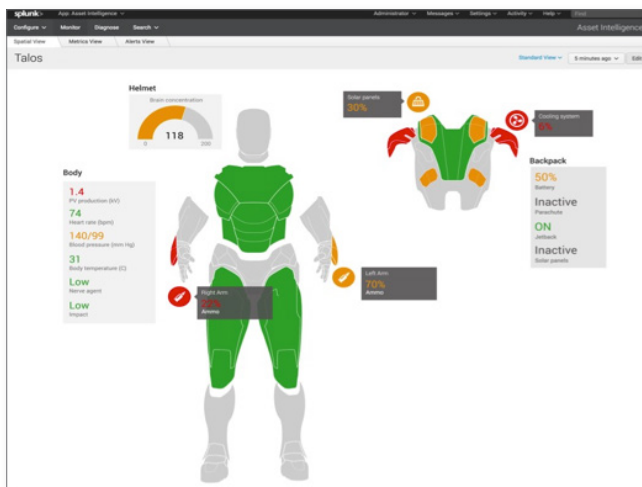 splunk> App: Asset Intelligence Administrator Messages Settings Activity Help Find
Configure Monitor Diagnose Search Asset Intelligence
Spatial View Metrics View Alerts View
Talos
Standard View 5 minutes ago Edit
Helmet
Strain concentration
118
0 200
Body
1.4
PV production (kV)
74
Heart rate (bpm)
140/99
Blood pressure (mm Hg)
31
Body temperature (C)
Low
Nerve agent
Low
Impact
Right Arm
Ammo
Left Arm
70%
Ammo
Solar panels
30%
Cooling system
6%
Backpack
50%
Battery
Inactive
Parachute
ON
Jetback
Inactive
Solar panels